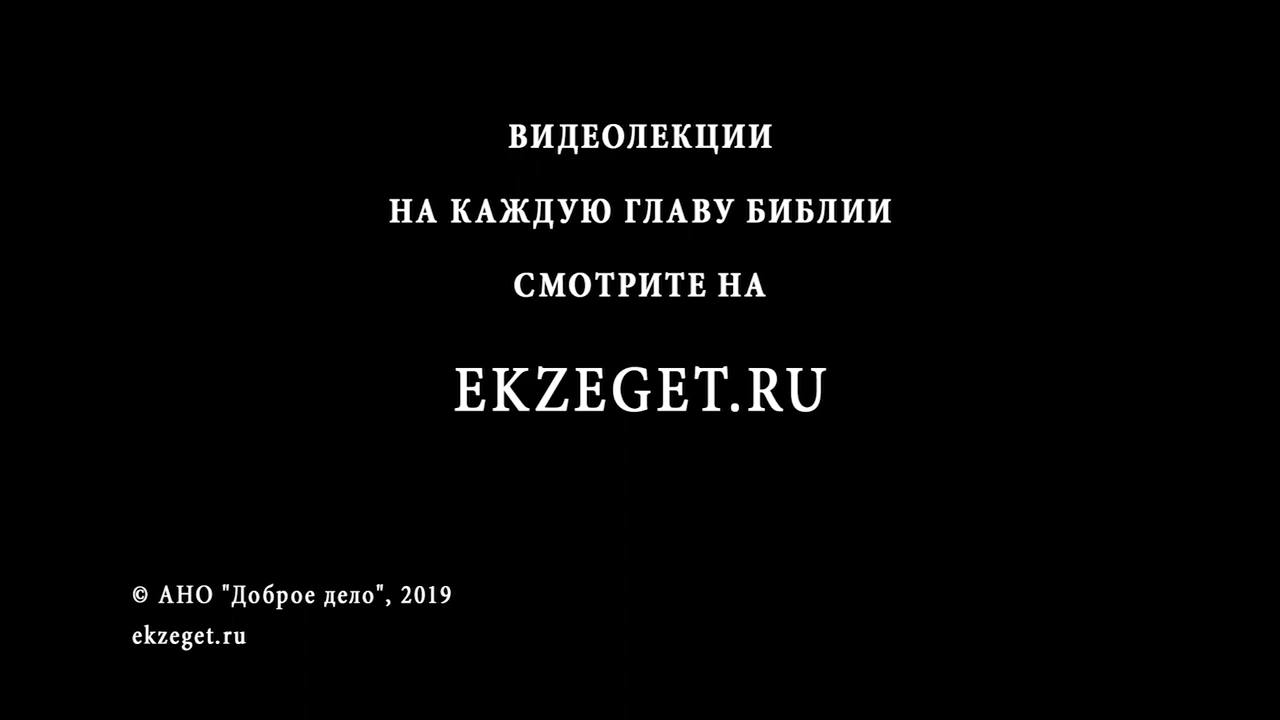 ВИДЕОЛЕКЦИИ
НА КАЖДУЮ ГЛАВУ БИБЛИИ
СМОТРИТЕ НА
EKZEGET.RU
© АНО "Доброе дело", 2019
ekzeget.ru